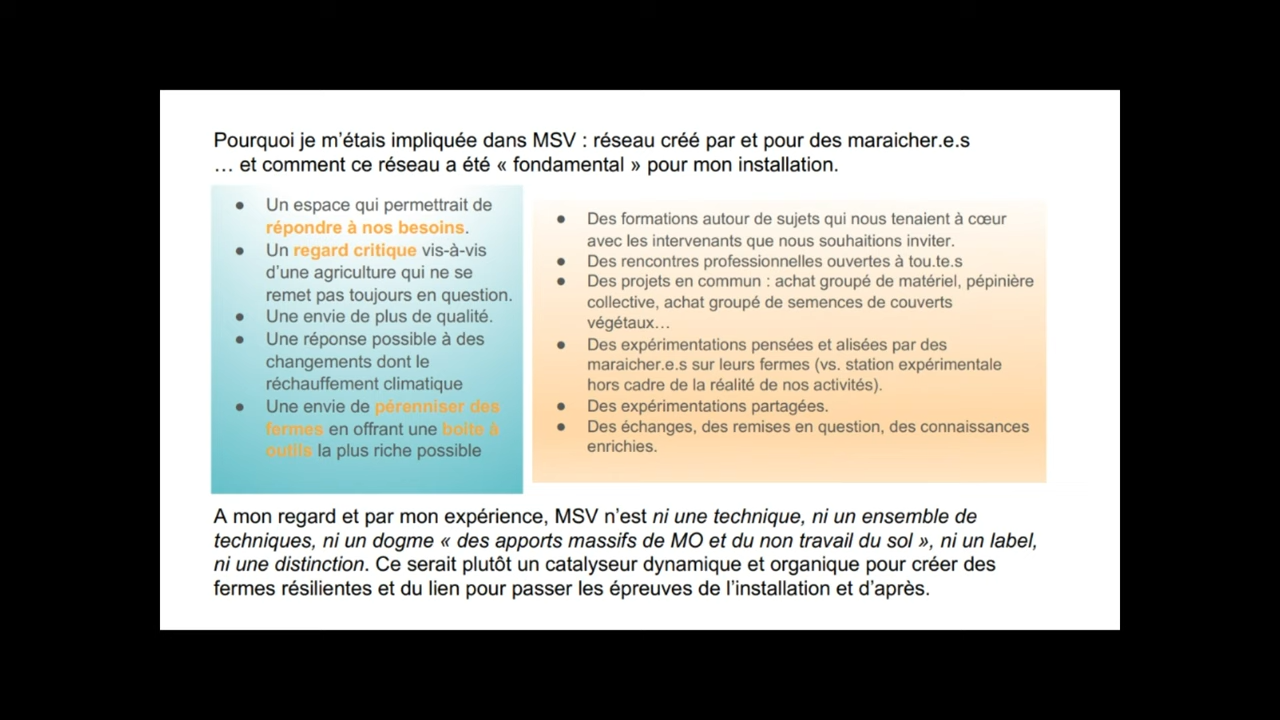 Pourquoi je m'étais impliquée dans MSV : réseau créé par et pour des maraicher.e.s
… et comment ce réseau a été « fondamental » pour mon installation.
● Un espace qui permettrait de
répondre à nos besoins.
● Un regard critique vis-à-vis
d'une agriculture qui ne se
remet pas toujours en question.
● Une envie de plus de qualité.
● Une réponse possible à des
changements dont le
réchauffement climatique
● Une envie de pérenniser des
fermes en offrant une boite à
outils la plus riche possible
● Des formations autour de sujets qui nous tenaient à cœur
avec les intervenants que nous souhaitions inviter.
● Des rencontres professionnelles ouvertes à tou.te.s
● Des projets en commun : achat groupé de matériel, pépinière
collective, achat groupé de semences de couverts
végétaux…
● Des expérimentations pensées et alisées par des
maraicher.e.s sur leurs fermes (vs. station expérimentale
hors cadre de la réalité de nos activités).
● Des expérimentations partagées.
● Des échanges, des remises en question, des connaissances
enrichies.
A mon regard et par mon expérience, MSV n'est ni une technique, ni un ensemble de
techniques, ni un dogme « des apports massifs de MO et du non travail du sol », ni un label,
ni une distinction. Ce serait plutôt un catalyseur dynamique et organique pour créer des
fermes résilientes et du lien pour passer les épreuves de l'installation et d'après.